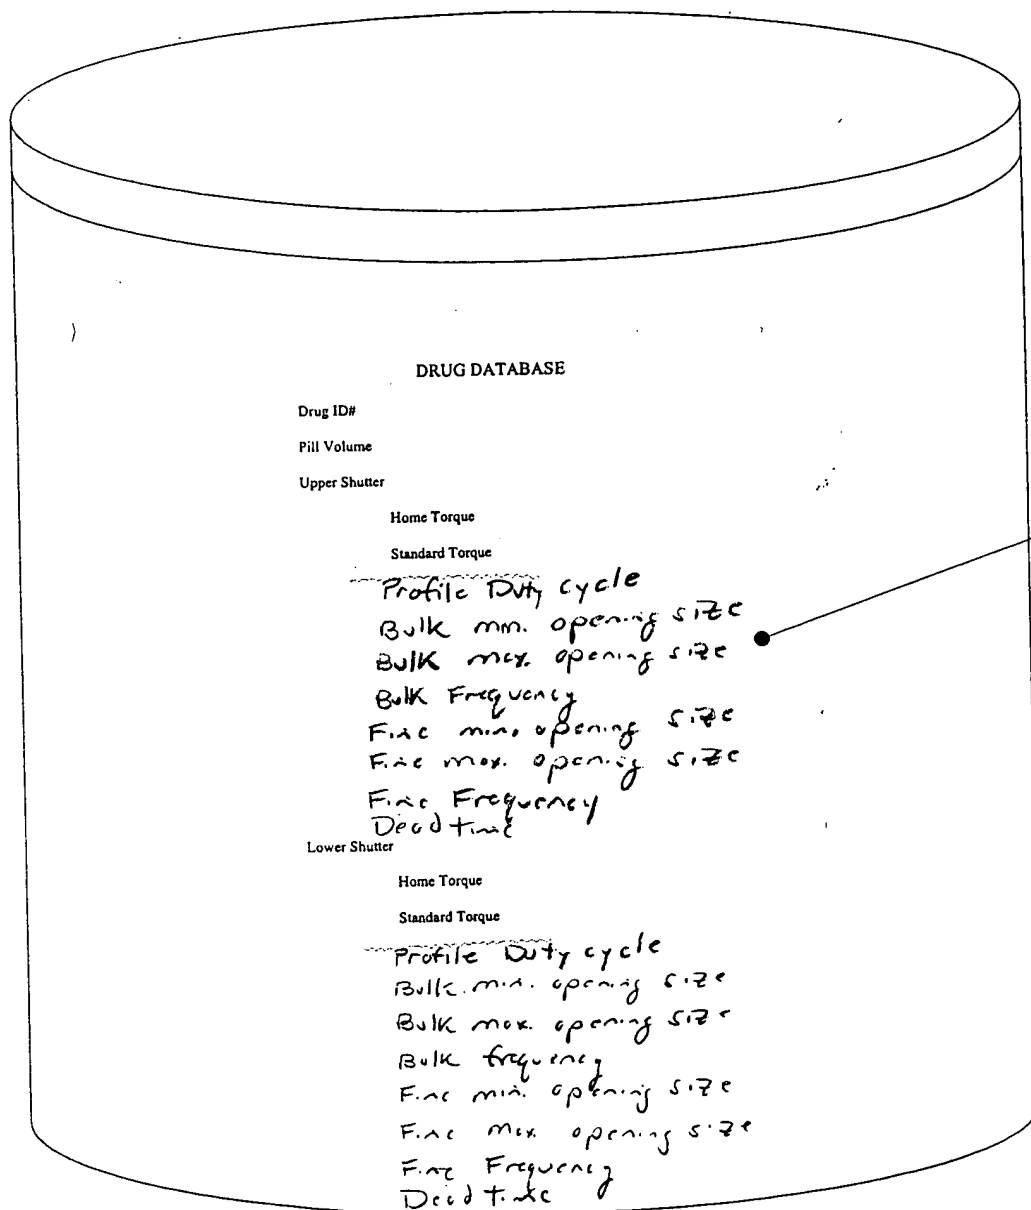 DRUG DATABASE
Drug ID#
Pill Volume
Upper Shutter
Home Torque
Standard Torque
Profile Duty cycle
Bulk min. opening size
Bulk max. opening size
Bulk Frequency
Fine min. opening size
Fine max. opening size
Fine Frequency
Dead time
Lower Shutter
Home Torque
Standard Torque
Profile Duty cycle
Bulk min. opening size
Bulk max. opening size
Bulk frequency
Fine min. opening size
Fine max. opening size
Fine Frequency
Dead time